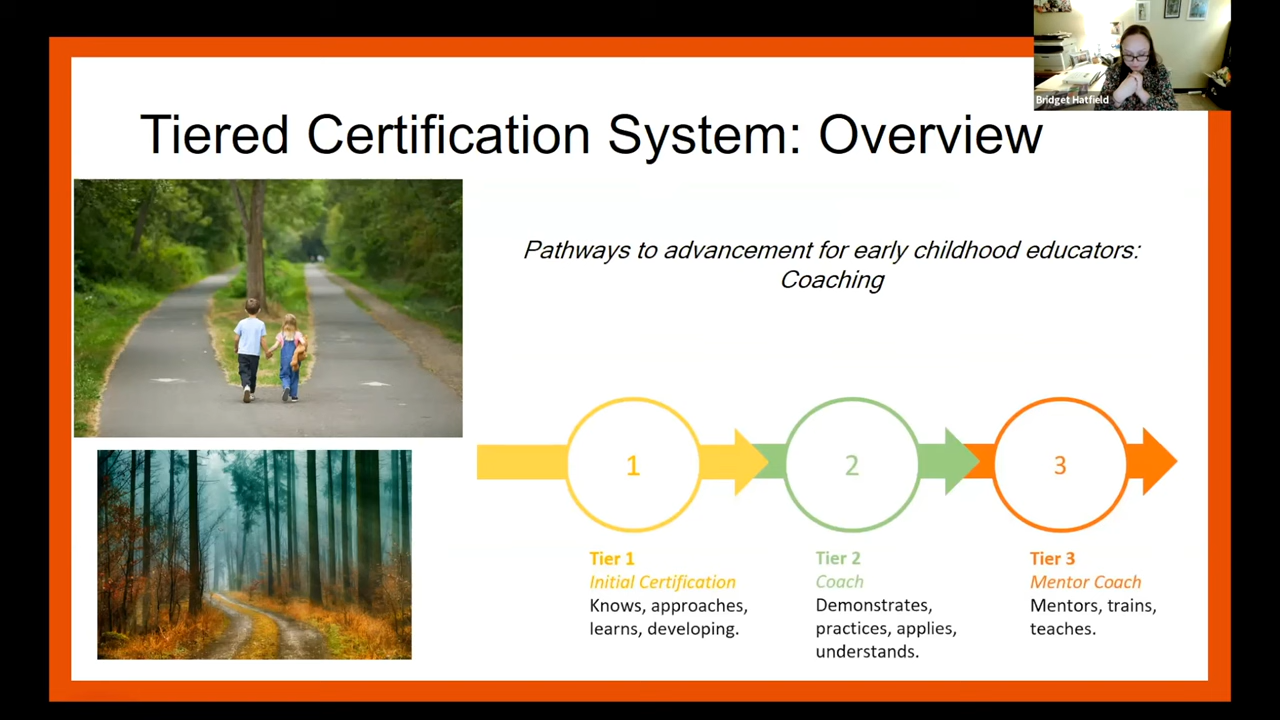 Bridget Hatfield
Tiered Certification System: Overview
Pathways to advancement for early childhood educators:
Coaching
1
2
3
Tier 1
Initial Certification
Knows, approaches,
learns, developing.
Tier 2
Coach
Demonstrates,
practices, applies,
understands.
Tier 3
Mentor Coach
Mentors, trains,
teaches.